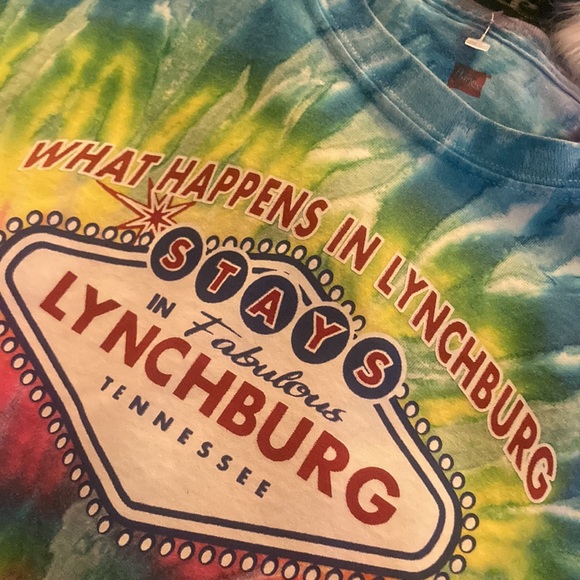 WHAT HAPPENS IN LYNCHBURG
STAYS
IN Fabulous
LYNCHBURG
TENNESSEE